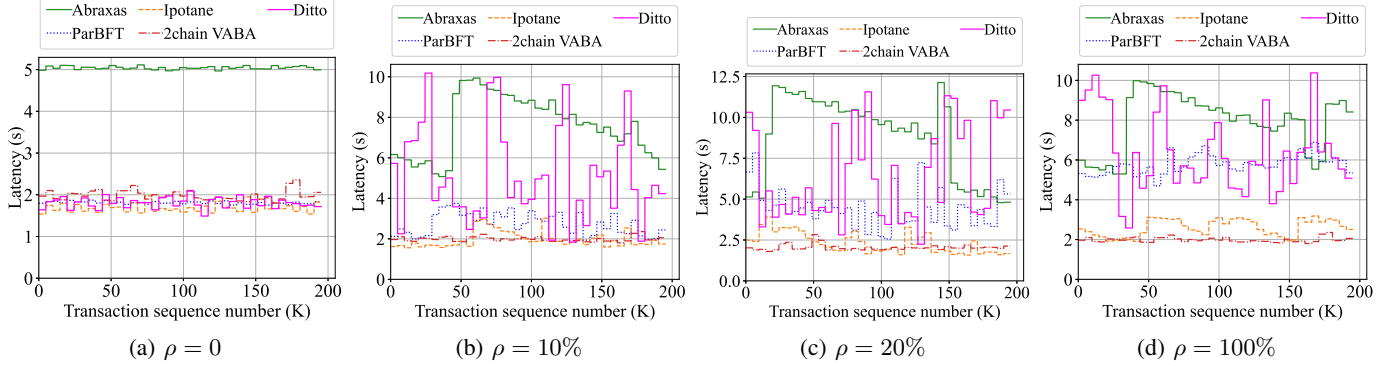 Abraxas Ipotane Ditto
ParBFT 2chain VABA
Latency (s)
5
4
3
2
1
0
0 50 100 150 200
Transaction sequence number (K)
(a) ρ = 0
Abraxas Ipotane Ditto
ParBFT 2chain VABA
Latency (s)
10
8
6
4
2
0
0 50 100 150 200
Transaction sequence number (K)
(b) ρ = 10%
Abraxas Ipotane Ditto
ParBFT 2chain VABA
Latency (s)
12.5
10.0
7.5
5.0
2.5
0.0
0 50 100 150 200
Transaction sequence number (K)
(c) ρ = 20%
Abraxas Ipotane Ditto
ParBFT 2chain VABA
Latency (s)
10
8
6
4
2
0
0 50 100 150 200
Transaction sequence number (K)
(d) ρ = 100%